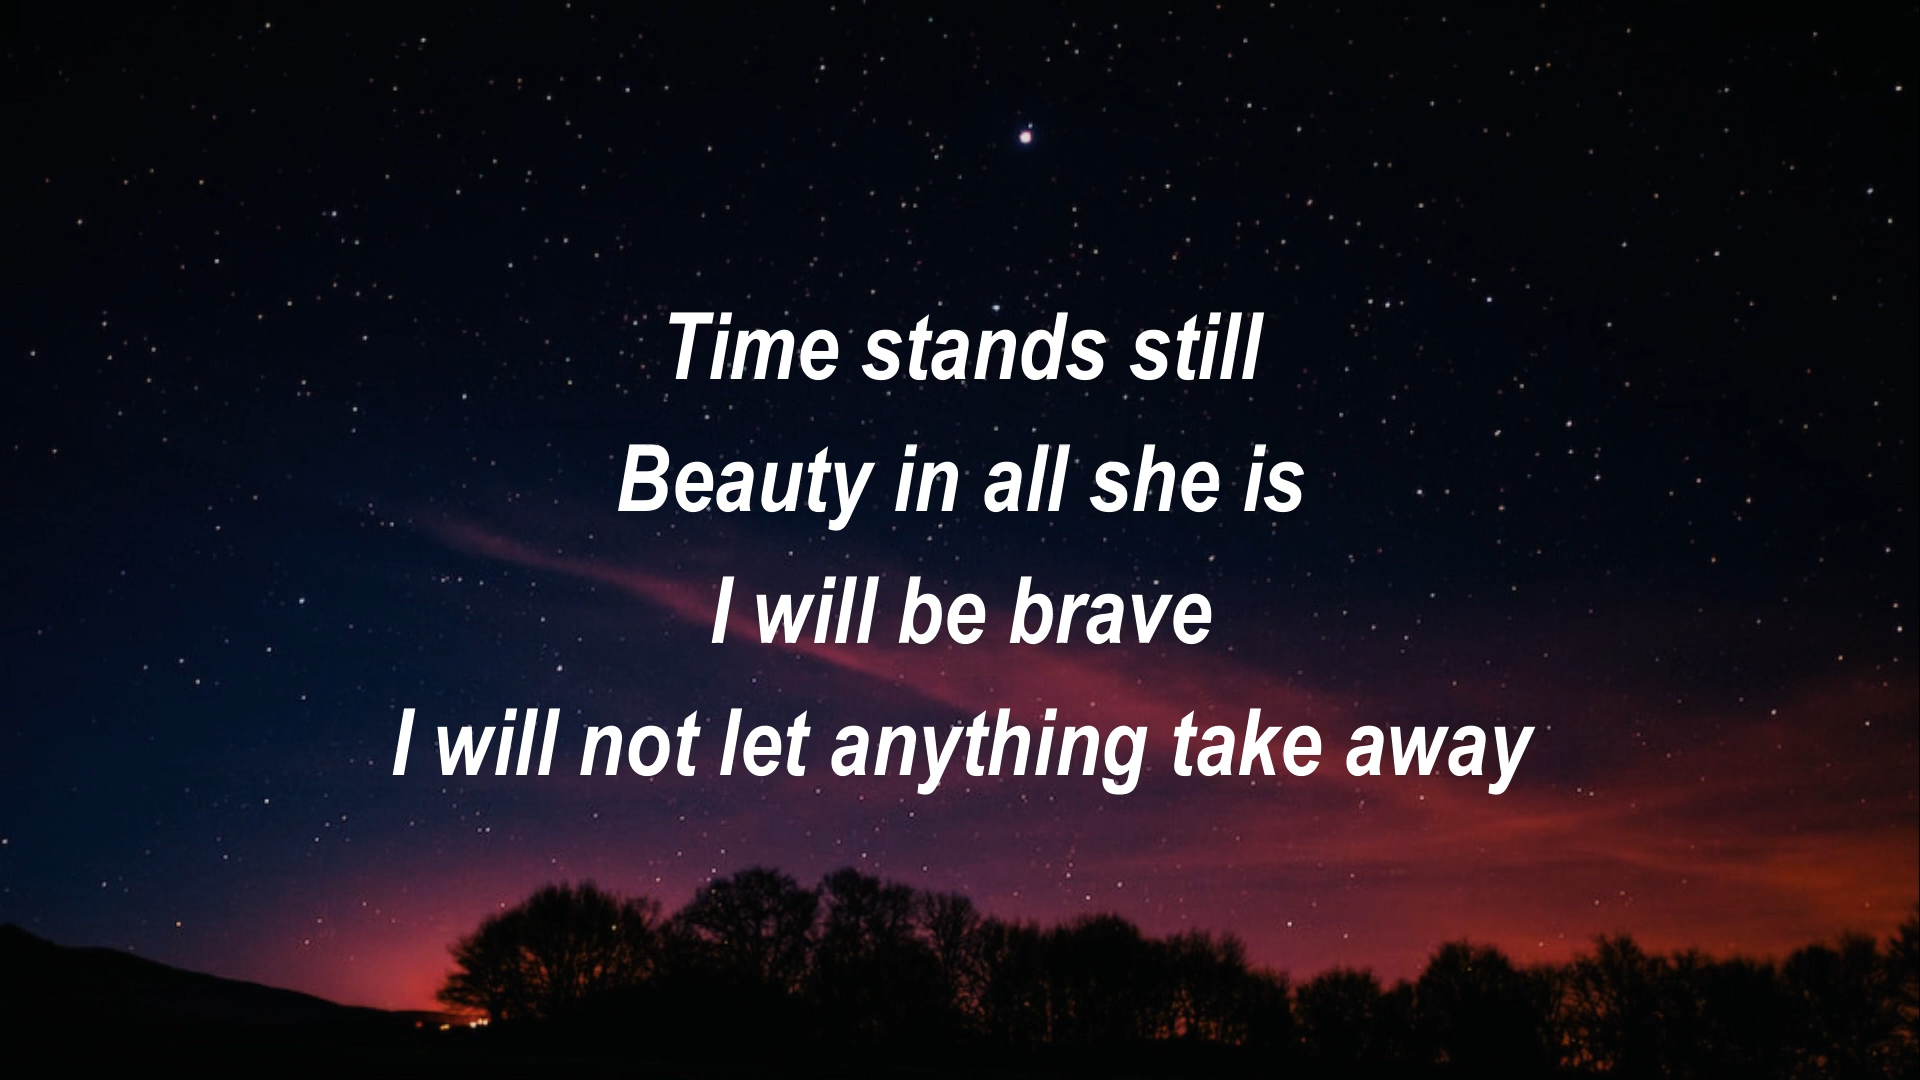 Time stands still
Beauty in all she is
I will be brave
I will not let anything take away